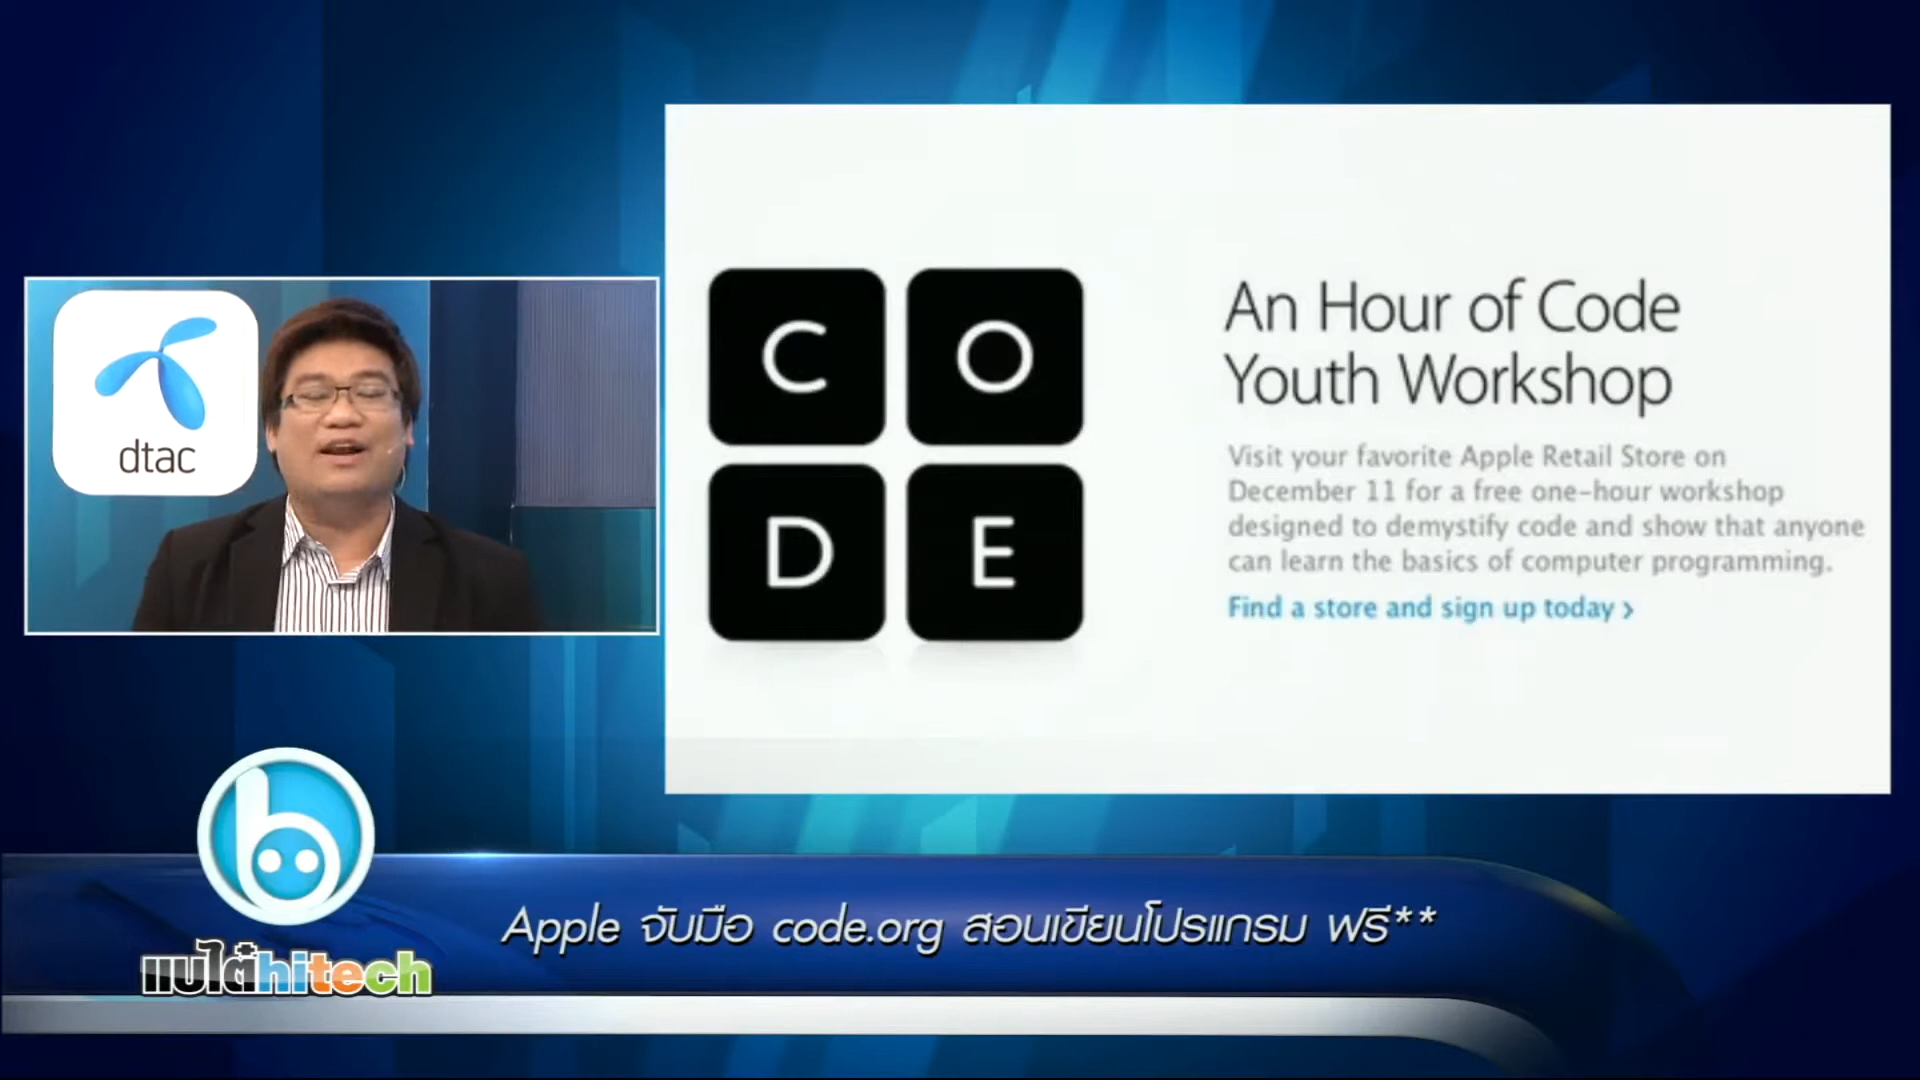 dtac
C O
D E
An Hour of Code
Youth Workshop
Visit your favorite Apple Retail Store on
December 11 for a free one-hour workshop
designed to demystify code and show that anyone
can learn the basics of computer programming.
Find a store and sign up today ›
b
Apple จับมือ code.org สอนเขียนโปรแกรม ฟรี**
แบไต๋hitech